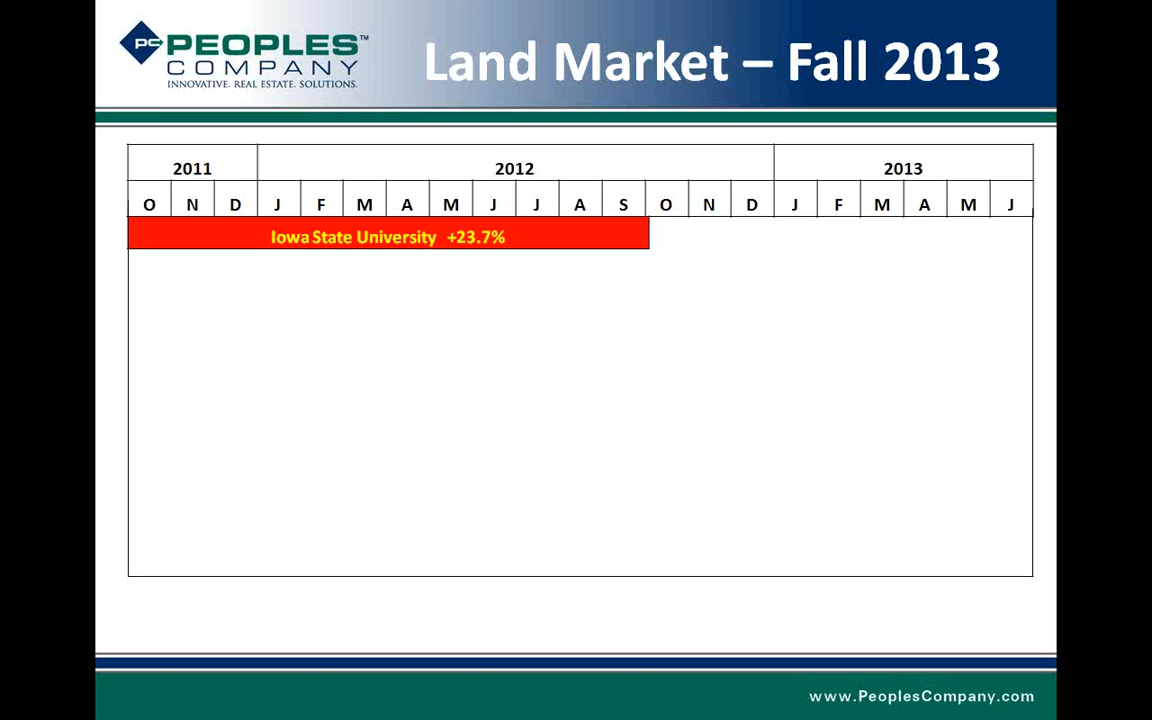 PC PEOPLES™
COMPANY
INNOVATIVE. REAL ESTATE. SOLUTIONS.
Land Market – Fall 2013
2011 2012 2013
O N D J F M A M J J A S O N D J F M A M J
Iowa State University +23.7%
www.PeoplesCompany.com